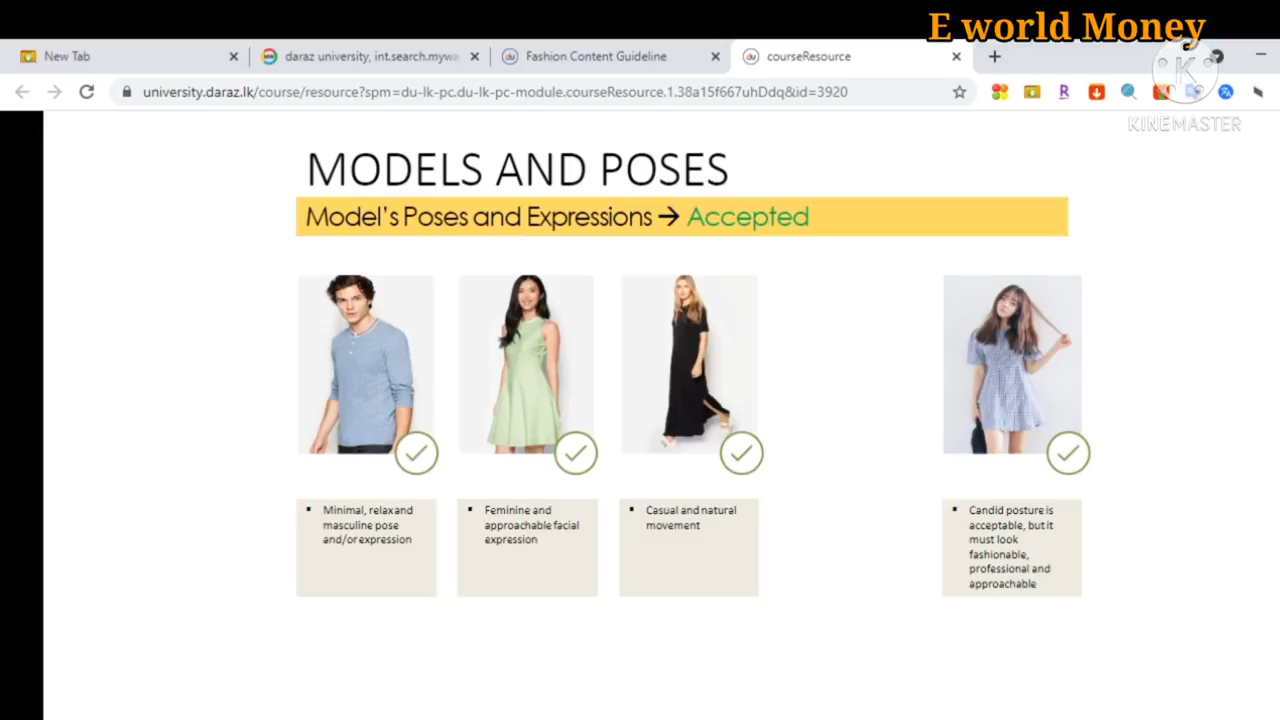 E world Money
New Tab
daraz university, int.search.mywa
Fashion Content Guideline
courseResource
university.daraz.lk/course/resource?spm=du-lk-pc.du-lk-pc-module.courseResource.1.38a15f667uhDdq&id=3920
K
KINEMASTER
MODELS AND POSES
Model's Poses and Expressions → Accepted
▪ Minimal, relax and
masculine pose
and/or expression
▪ Feminine and
approachable facial
expression
▪ Casual and natural
movement
▪ Candid posture is
acceptable, but it
must look
fashionable,
professional and
approachable